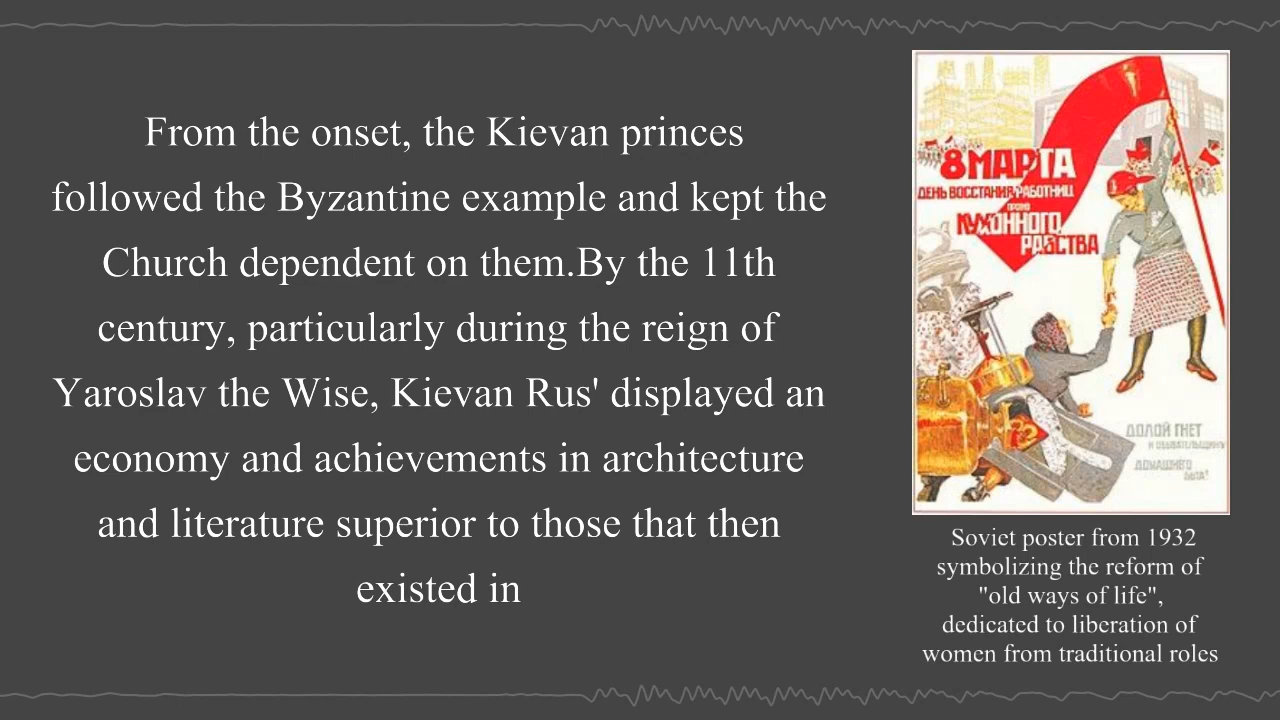 From the onset, the Kievan princes
followed the Byzantine example and kept the
Church dependent on them.By the 11th
century, particularly during the reign of
Yaroslav the Wise, Kievan Rus' displayed an
economy and achievements in architecture
and literature superior to those that then
existed in
8 МАРТА
ДЕНЬ ВОССТАНИЯ РАБОТНИЦ
ПРОТИВ
КУХОННОГО
РАБСТВА
ДОЛОЙ ГНЕТ
И ОБЫВАТЕЛЬЩИНУ
ДОМАШНЕГО
БЫТА!
Soviet poster from 1932
symbolizing the reform of
"old ways of life",
dedicated to liberation of
women from traditional roles